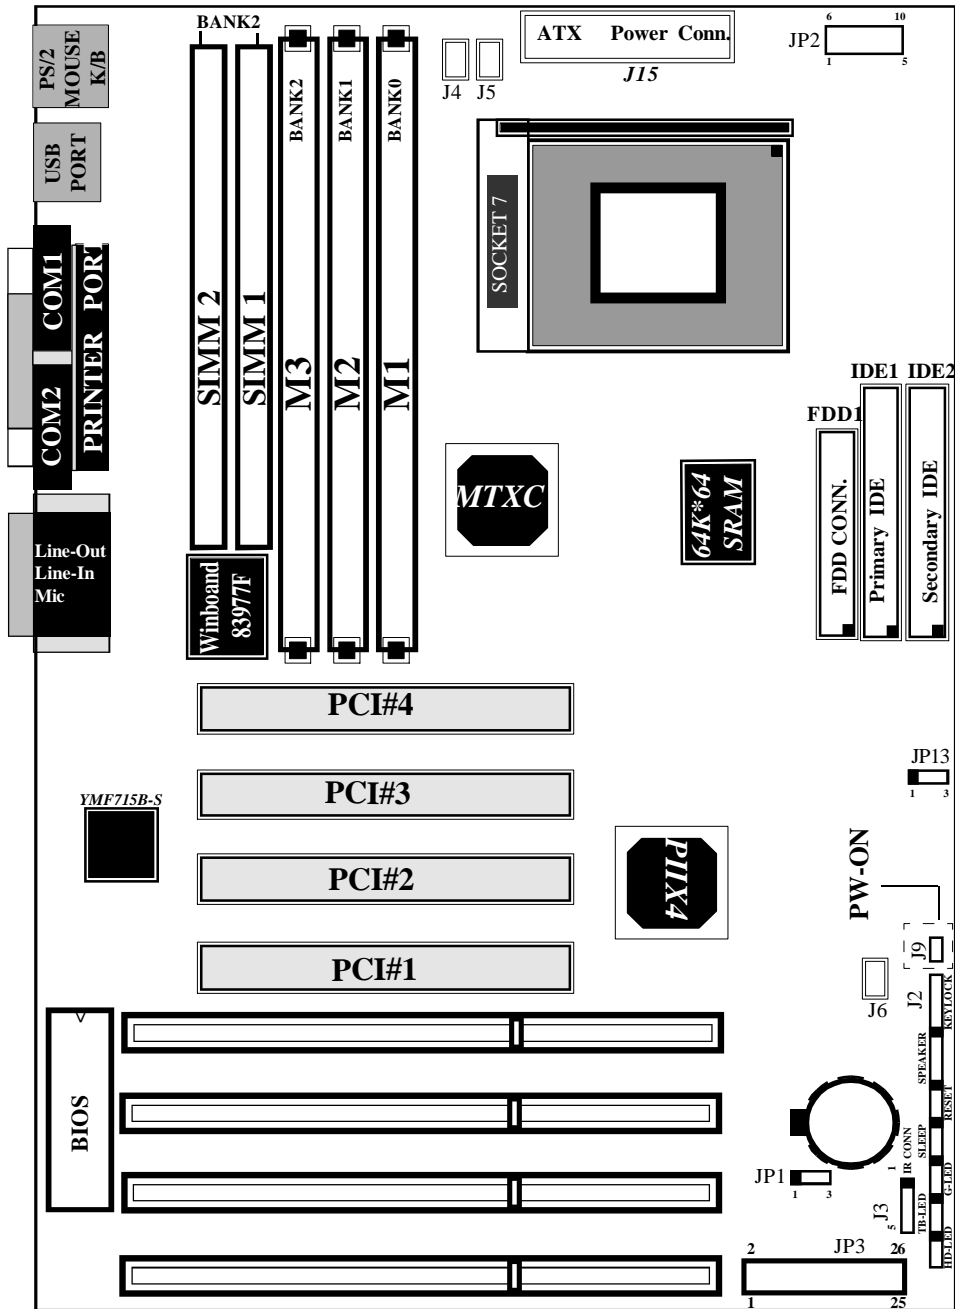 BANK2
ATX Power Conn.
J15
6 10
JP2
1 5
PS/2
MOUSE
K/B
J4 J5
BANK2
BANK1
BANK0
USB
PORT
SOCKET 7
COM1
COM2
PRINTER PORT
SIMM 2
SIMM 1
M3
M2
M1
IDE1 IDE2
FDD1
FDD CONN.
Primary IDE
Secondary IDE
MTXC
64K*64
SRAM
Line-Out
Line-In
Mic
Winboard
83977F
PCI#4
PCI#3
PCI#2
PCI#1
YMF715B-S
JP13
1 3
PIIX4
PW-ON
J9
J6
J2
KEYLOCK
SPEAKER
RESET
SLEEP
G-LED
TB-LED
HD-LED
BIOS
1
IR CONN
J3
5
JP1
1 3
2 JP3 26
1 25